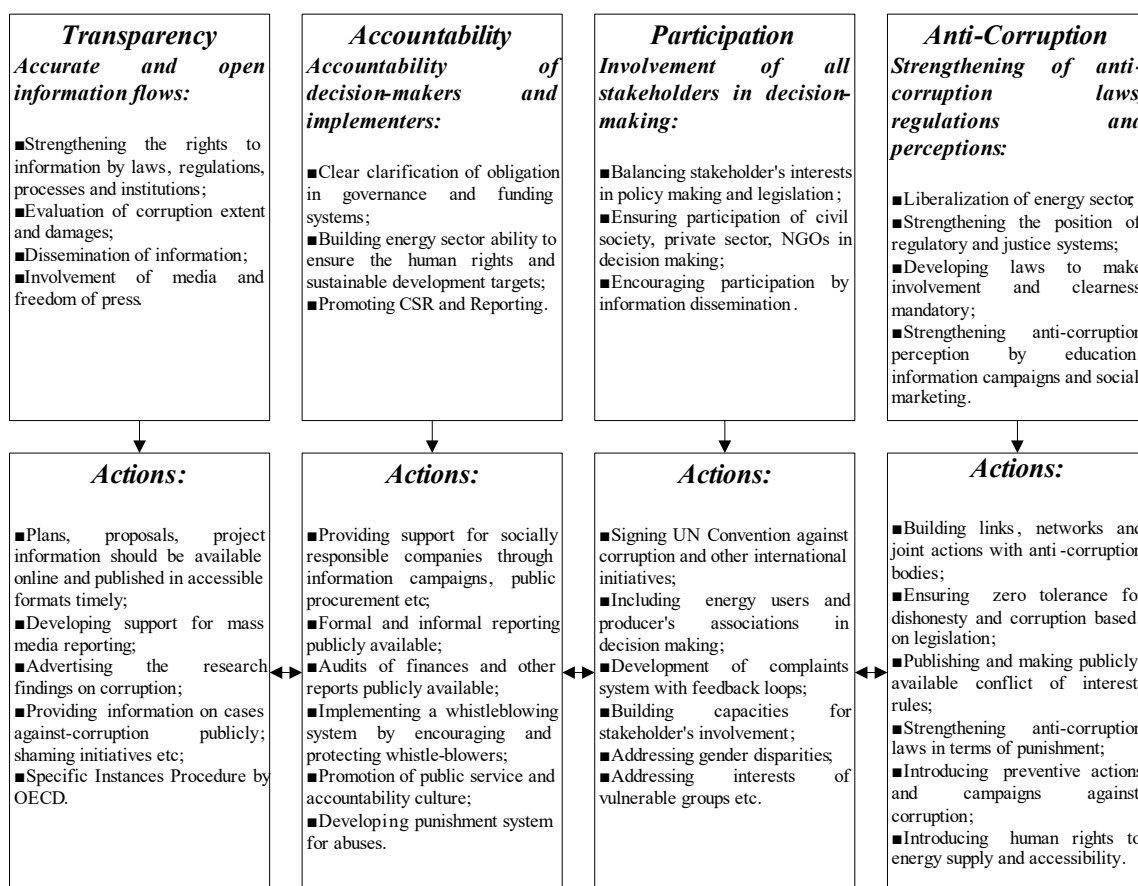 Transparency
Accurate and open
information flows:
■Strengthening the rights to
information by laws, regulations,
processes and institutions;
■Evaluation of corruption extent
and damages;
■Dissemination of information;
■Involvement of media and
freedom of press.
Accountability
Accountability of
decision-makers and
implementers:
■Clear clarification of obligation
in governance and funding
systems;
■Building energy sector ability to
ensure the human rights and
sustainable development targets;
■Promoting CSR and Reporting.
Participation
Involvement of all
stakeholders in decision-
making:
■Balancing stakeholder's interests
in policy making and legislation;
■Ensuring participation of civil
society, private sector, NGOs in
decision making;
■Encouraging participation by
information dissemination.
Anti-Corruption
Strengthening of anti-
corruption laws,
regulations and
perceptions:
■Liberalization of energy sector;
■Strengthening the position of
regulatory and justice systems;
■Developing laws to make
involvement and clearness
mandatory;
■Strengthening anti-corruption
perception by education
information campaigns and social
marketing.
Actions:
■Plans, proposals, project
information should be available
online and published in accessible
formats timely;
■Developing support for mass
media reporting;
■Advertising the research
findings on corruption;
■Providing information on cases
against-corruption publicly;
shaming initiatives etc;
■Specific Instances Procedure by
OECD.
Actions:
■Providing support for socially
responsible companies through
information campaigns, public
procurement etc;
■Formal and informal reporting
publicly available;
■Audits of finances and other
reports publicly available;
■Implementing a whistleblowing
system by encouraging and
protecting whistle-blowers;
■Promotion of public service and
accountability culture;
■Developing punishment system
for abuses.
Actions:
■Signing UN Convention against
corruption and other international
initiatives;
■Including energy users and
producer's associations in
decision making;
■Development of complaints
system with feedback loops;
■Building capacities for
stakeholder's involvement;
■Addressing gender disparities;
■Addressing interests of
vulnerable groups etc.
Actions:
■Building links, networks and
joint actions with anti-corruption
bodies;
■Ensuring zero tolerance for
dishonesty and corruption based
on legislation;
■Publishing and making publicly
available conflict of interest
rules;
■Strengthening anti-corruption
laws in terms of punishment;
■Introducing preventive actions
and campaigns against
corruption;
■Introducing human rights to
energy supply and accessibility.